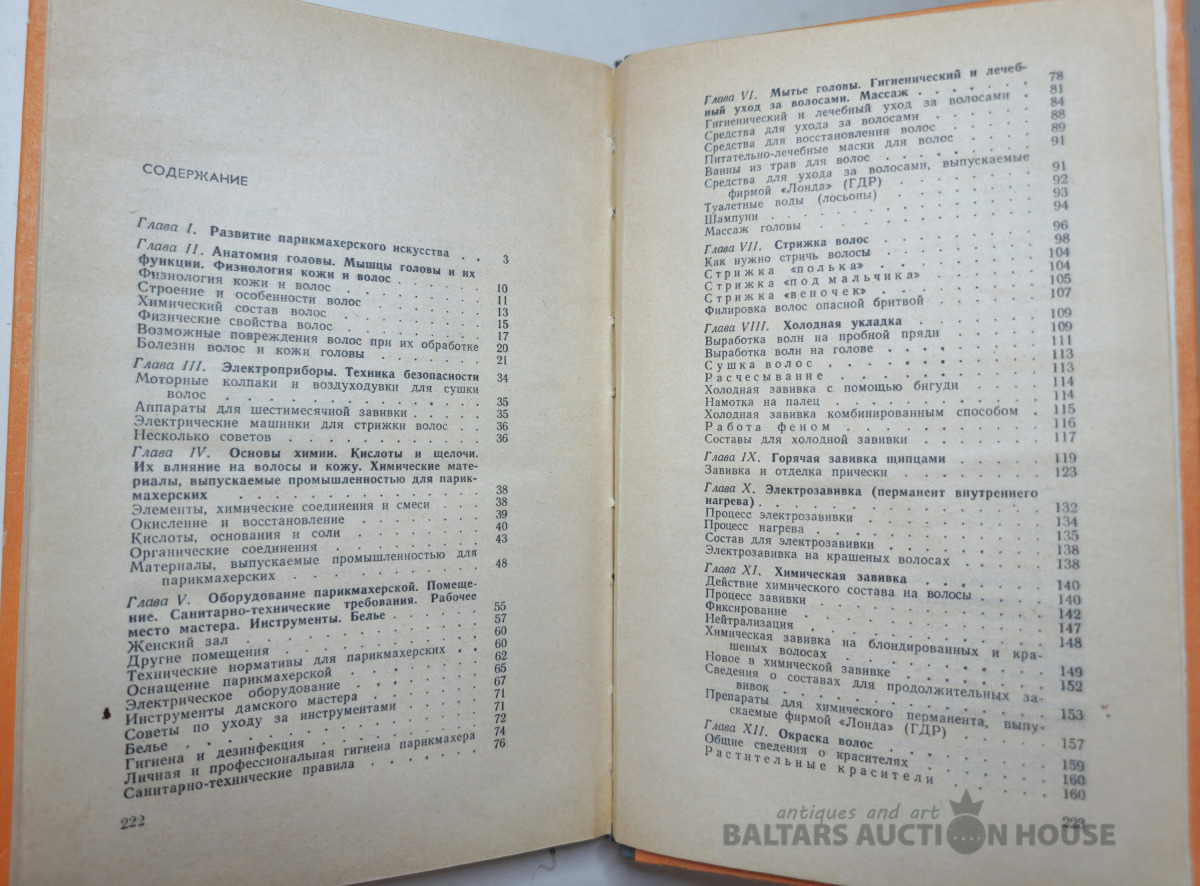 СОДЕРЖАНИЕ
Глава I. Развитие парикмахерского искусства . . 3
Глава II. Анатомия головы. Мышцы головы и их
функции. Физиология кожи и волос . . . . . 10
Физиология кожи и волос . . . . . . . 11
Строение и особенности волос . . . . . . 13
Химический состав волос . . . . . . . 15
Физические свойства волос . . . . . . . 17
Возможные повреждения волос при их обработке 20
Болезни волос и кожи головы . . . . . . 21
Глава III. Электроприборы. Техника безопасности 34
Моторные колпаки и воздуходувки для сушки
волос . . . . . . . . . . . 35
Аппараты для шестимесячной завивки . . . . 35
Электрические машинки для стрижки волос . . 36
Несколько советов . . . . . . . . . 36
Глава IV. Основы химии. Кислоты и щелочи.
Их влияние на волосы и кожу. Химические мате-
риалы, выпускаемые промышленностью для парик-
махерских . . . . . . . . . . 38
Элементы, химические соединения и смеси . . 38
Окисление и восстановление . . . . . . 39
Кислоты, основания и соли . . . . . . . 40
Органические соединения . . . . . . . 43
Материалы, выпускаемые промышленностью для
парикмахерских . . . . . . . . . 48
Глава V. Оборудование парикмахерской. Помеще-
ние. Санитарно-технические требования. Рабочее
место мастера. Инструменты. Белье . . . . . 55
Женский зал . . . . . . . . . . 57
Другие помещения . . . . . . . . . 60
Технические нормативы для парикмахерских . . 60
Оснащение парикмахерской . . . . . . . 62
Электрическое оборудование . . . . . . 65
Инструменты дамского мастера . . . . . . 67
Советы по уходу за инструментами . . . . . 71
Белье . . . . . . . . . . . . 71
Гигиена и дезинфекция . . . . . . . . 72
Личная и профессиональная гигиена парикмахера 74
Санитарно-технические правила . . . . . . 76
222
Глава VI. Мытье головы. Гигиенический и лечеб-
ный уход за волосами. Массаж . . . . . . 78
Гигиенический и лечебный уход за волосами . 81
Средства для ухода за волосами . . . . . 84
Средства для восстановления волос . . . . 88
Питательно-лечебные маски для волос . . . 89
Ванны из трав для волос . . . . . . . 91
Средства для ухода за волосами, выпускаемые
фирмой «Лонда» (ГДР) . . . . . . . 91
Туалетные воды (лосьоны) . . . . . . . 92
Шампуни . . . . . . . . . . . 93
Массаж головы . . . . . . . . . . 94
Глава VII. Стрижка волос . . . . . . . 96
Как нужно стричь волосы . . . . . . . 98
Стрижка «полька» . . . . . . . . 104
Стрижка «под мальчика» . . . . . . 104
Стрижка «веночек» . . . . . . . . 105
Филировка волос опасной бритвой . . . . . 107
Глава VIII. Холодная укладка . . . . . . 109
Выработка волн на пробной пряди . . . . . 109
Выработка волн на голове . . . . . . . 111
Сушка волос . . . . . . . . . . 113
Расчесывание . . . . . . . . . . 113
Холодная завивка с помощью бигуди . . . . 114
Намотка на палец . . . . . . . . . 114
Холодная завивка комбинированным способом . 115
Работа феном . . . . . . . . . . 116
Составы для холодной завивки . . . . . . 117
Глава IX. Горячая завивка щипцами . . . . 119
Завивка и отделка прически . . . . . . 123
Глава X. Электрозавивка (перманент внутреннего
нагрева) . . . . . . . . . . . 132
Процесс электрозавивки . . . . . . . . 134
Процесс нагрева . . . . . . . . . 135
Состав для электрозавивки . . . . . . . 138
Электрозавивка на крашеных волосах . . . . 138
Глава XI. Химическая завивка . . . . . . 140
Действие химического состава на волосы . . . 140
Процесс завивки . . . . . . . . . 142
Фиксирование . . . . . . . . . . 147
Нейтрализация . . . . . . . . . . 148
Химическая завивка на блондированных и кра-
шеных волосах . . . . . . . . . 149
Новое в химической завивке . . . . . . . 152
Сведения о составах для продолжительных за-
вивок . . . . . . . . . . . 153
Препараты для химического перманента, выпу-
скаемые фирмой «Лонда» (ГДР) . . . . . 157
Глава XII. Окраска волос . . . . . . . 159
Общие сведения о красителях . . . . . . 160
Растительные красители . . . . . . 160
223
antiques and art
BALTARS AUCTION HOUSE